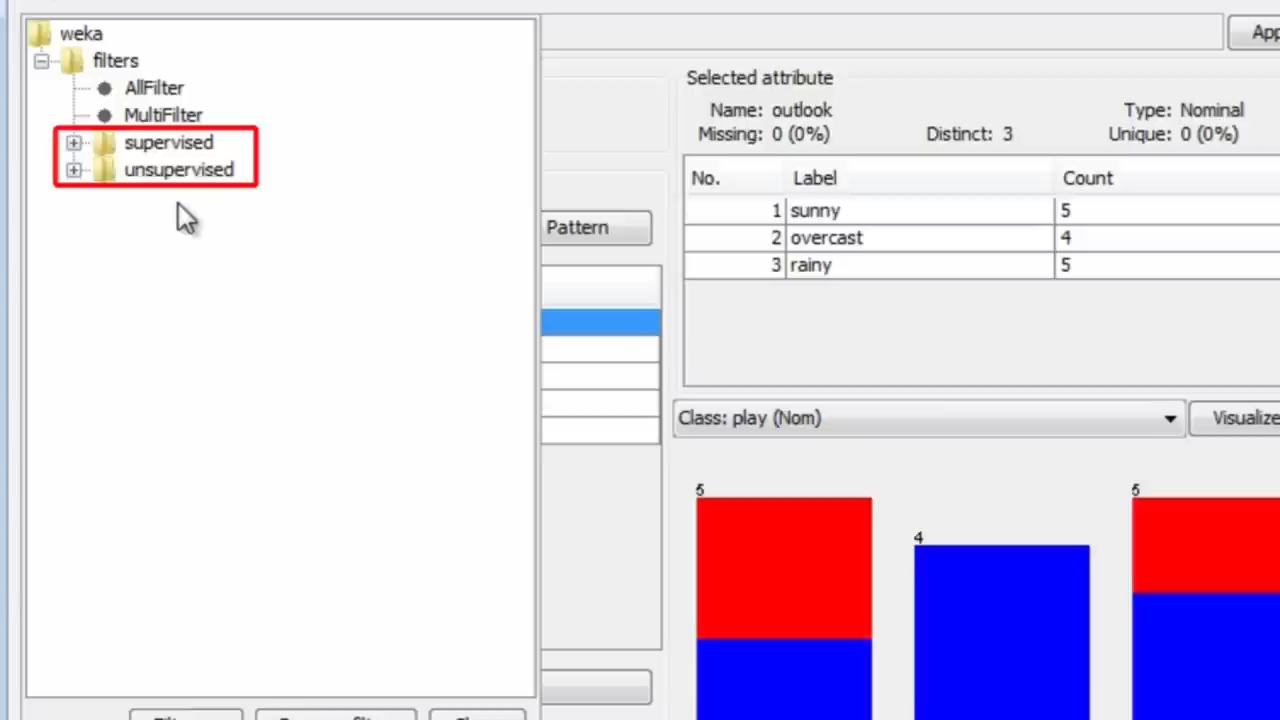 weka
filters
AllFilter
MultiFilter
supervised
unsupervised
Pattern
App
Selected attribute
Name: outlook Type: Nominal
Missing: 0 (0%) Distinct: 3 Unique: 0 (0%)
No. Label Count
1 sunny 5
2 overcast 4
3 rainy 5
Class: play (Nom) Visualize
5 4 5